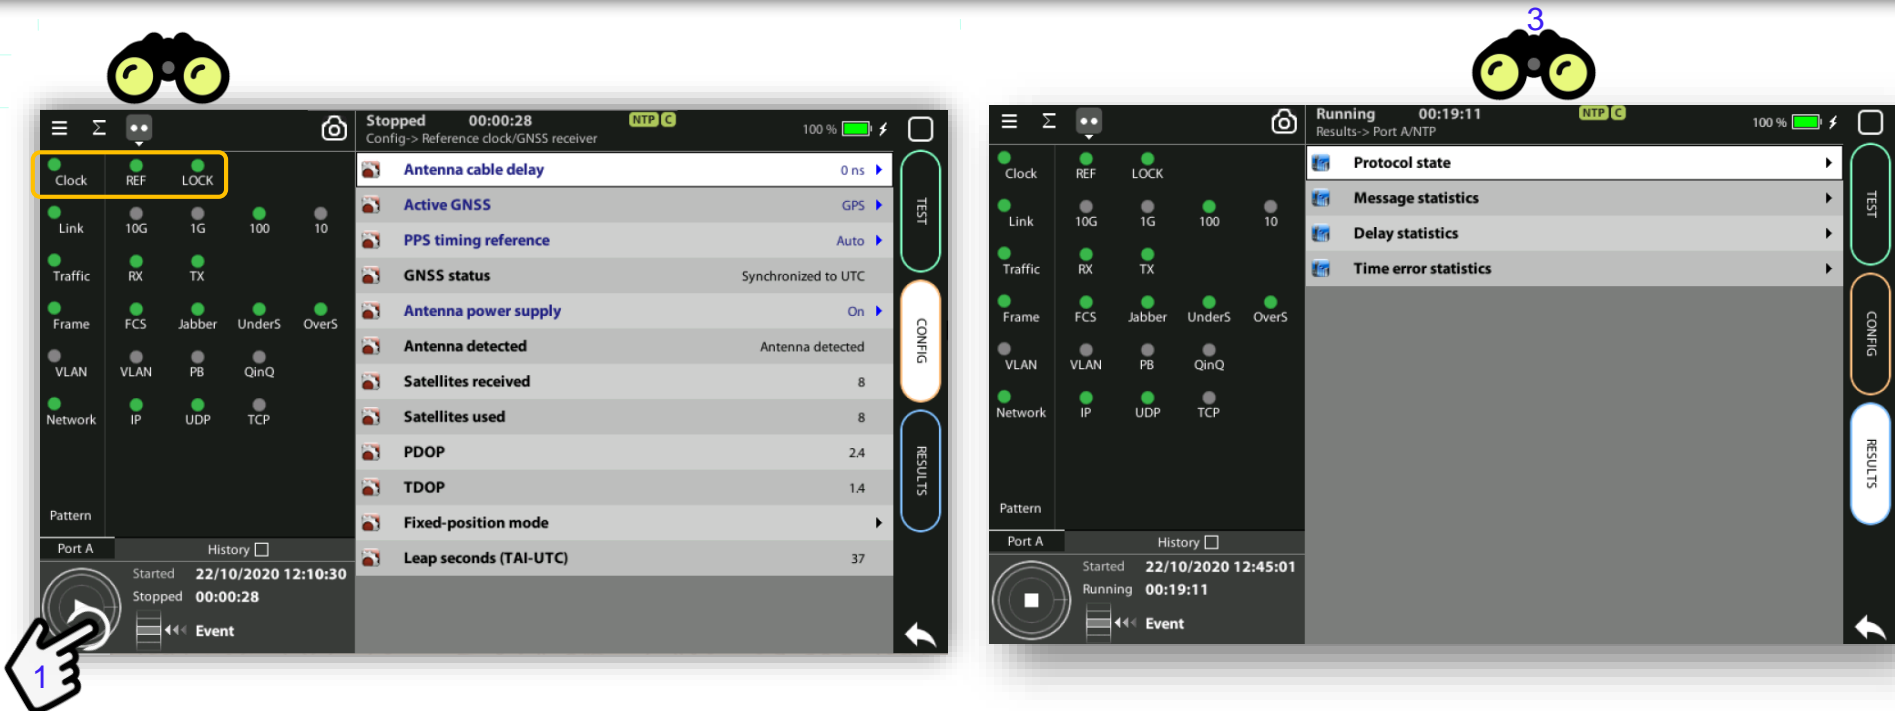 3
Σ
Stopped 00:00:28 NTP C
Config-> Reference clock/GNSS receiver
100 %
Clock REF LOCK
Link 10G 1G 100 10
Traffic RX TX
Frame FCS Jabber UnderS OverS
VLAN VLAN PB QinQ
Network IP UDP TCP
Pattern
Port A History
Started 22/10/2020 12:10:30
Stopped 00:00:28
Event
1
Antenna cable delay 0 ns
Active GNSS GPS
PPS timing reference Auto
GNSS status Synchronized to UTC
Antenna power supply On
Antenna detected Antenna detected
Satellites received 8
Satellites used 8
PDOP 2.4
TDOP 1.4
Fixed-position mode
Leap seconds (TAI-UTC) 37
TEST
CONFIG
RESULTS
Σ
Running 00:19:11 NTP C
Results-> Port A/NTP
100 %
Clock REF LOCK
Link 10G 1G 100 10
Traffic RX TX
Frame FCS Jabber UnderS OverS
VLAN VLAN PB QinQ
Network IP UDP TCP
Pattern
Port A History
Started 22/10/2020 12:45:01
Running 00:19:11
Event
Protocol state
Message statistics
Delay statistics
Time error statistics
TEST
CONFIG
RESULTS